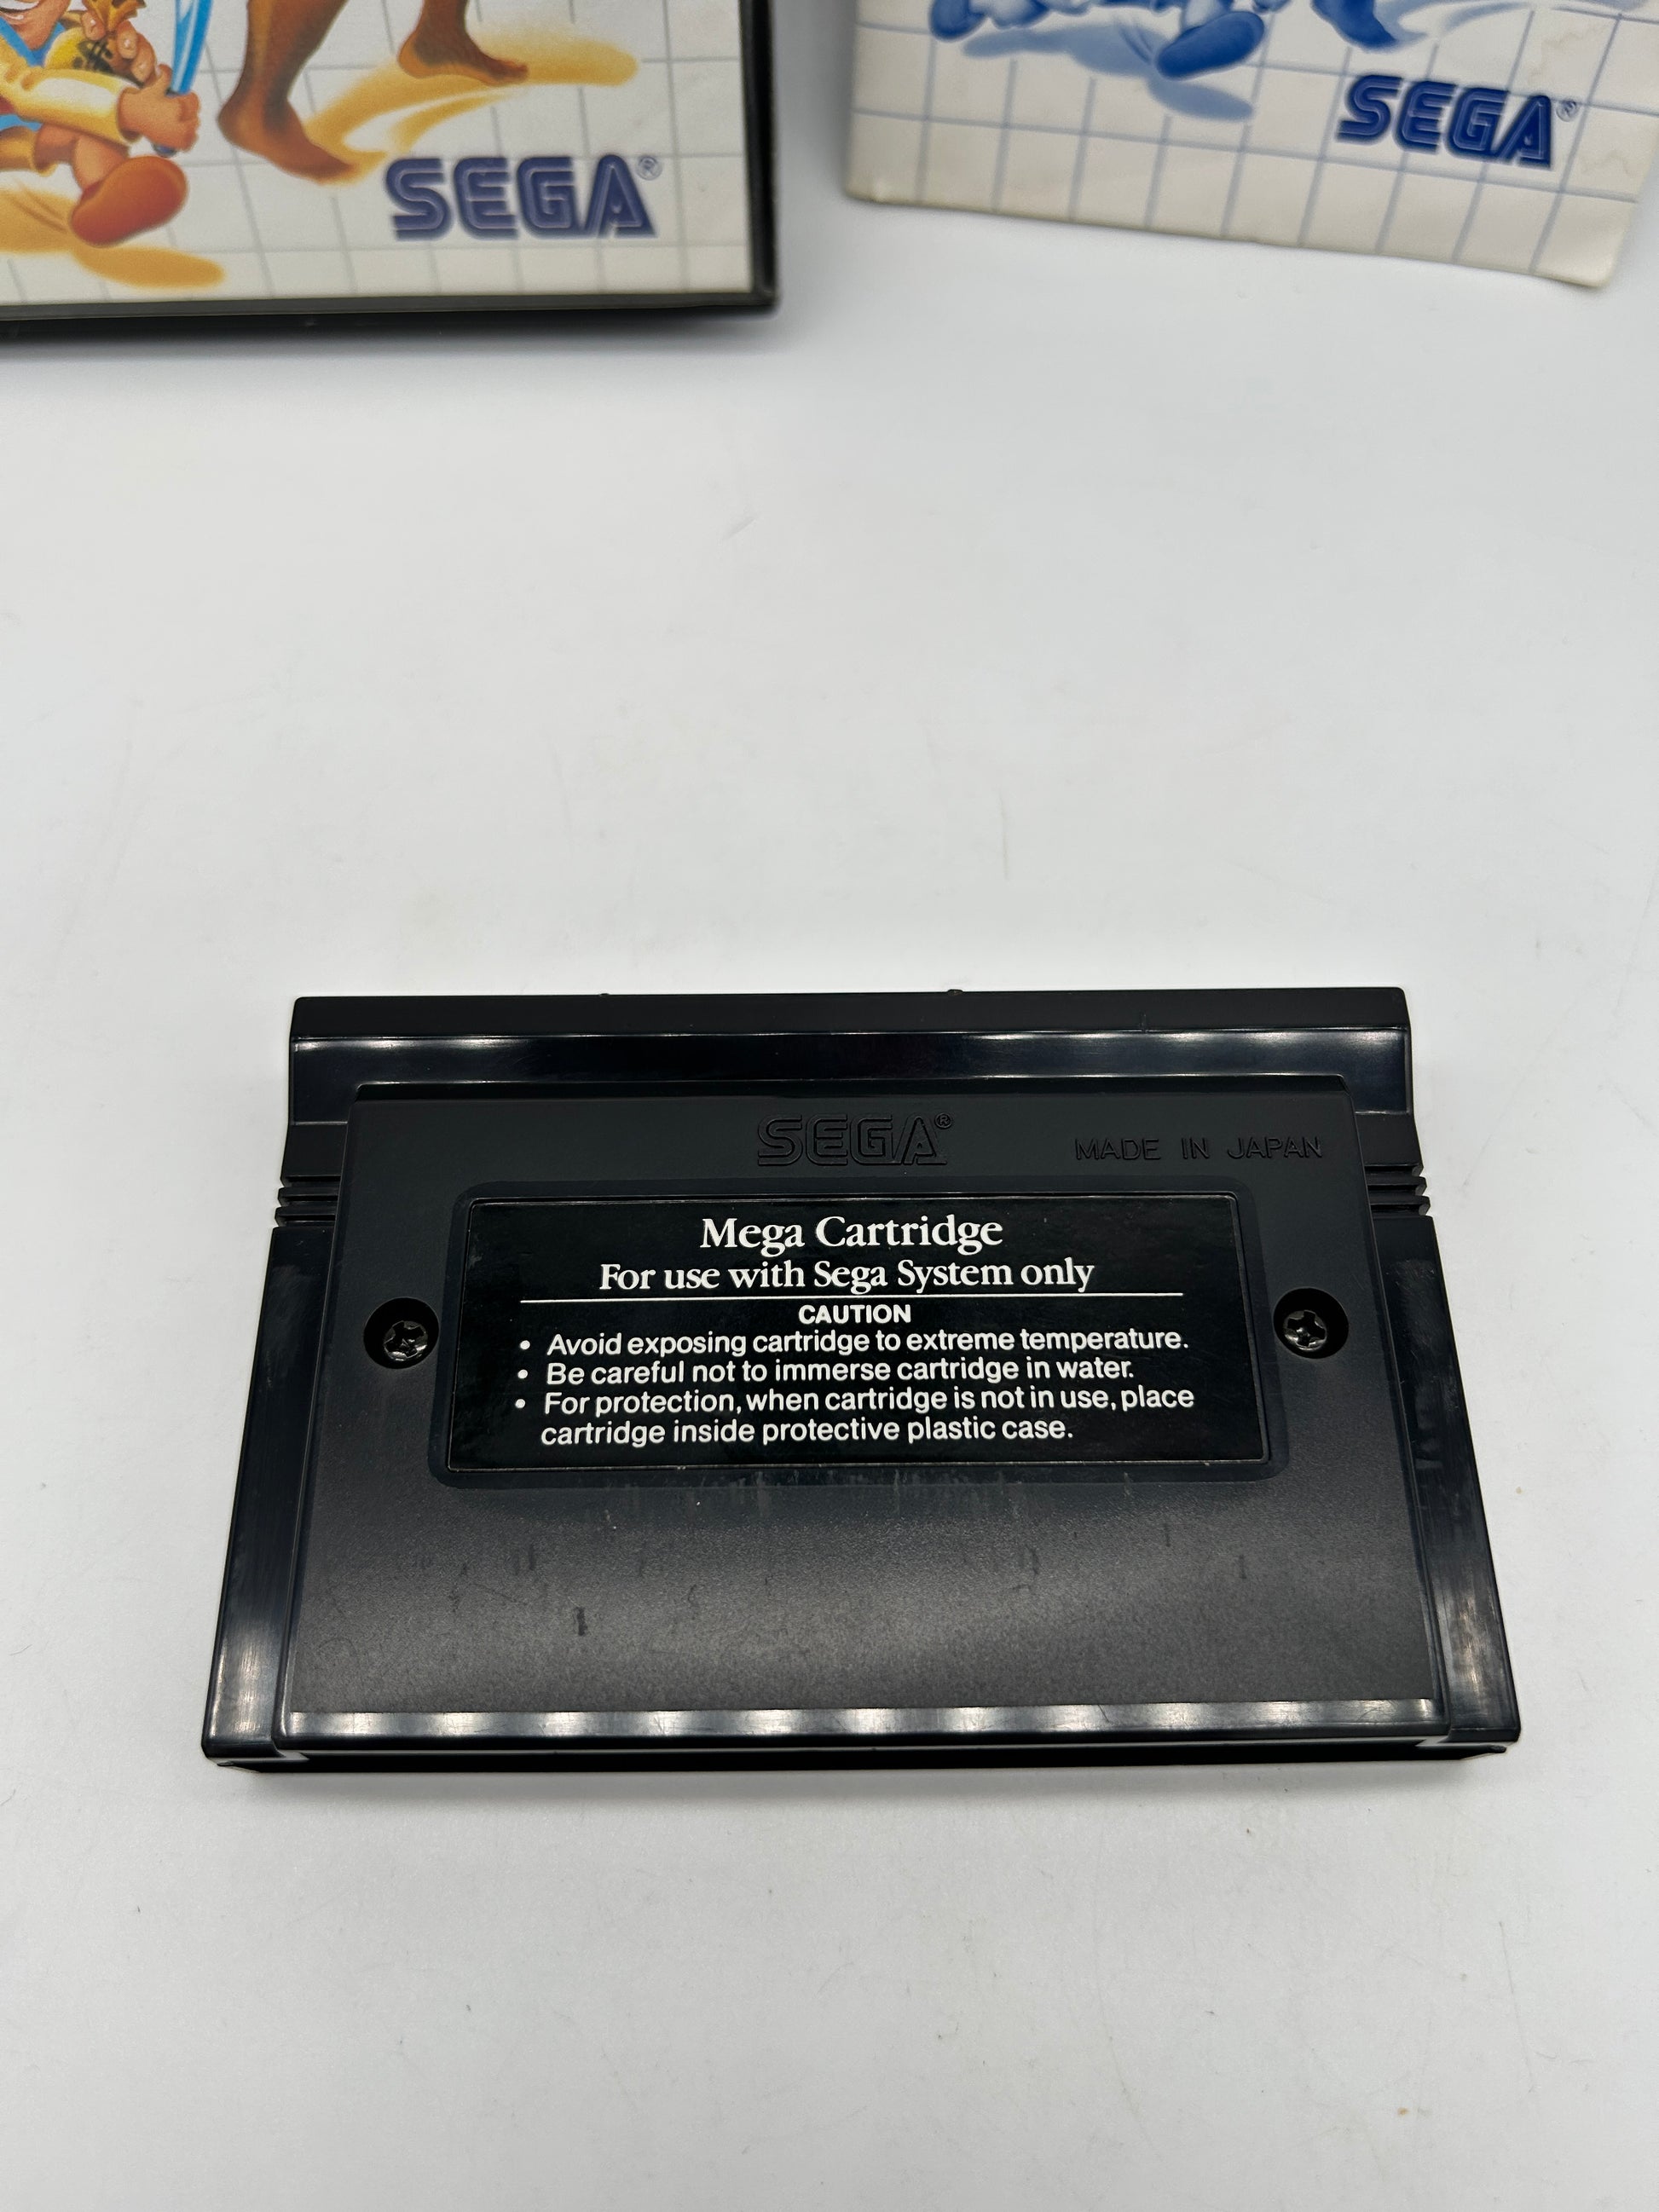 SEGA®
SEGA®
SEGA®
MADE IN JAPAN
Mega Cartridge
For use with Sega System only
CAUTION
• Avoid exposing cartridge to extreme temperature.
• Be careful not to immerse cartridge in water.
• For protection, when cartridge is not in use, place
cartridge inside protective plastic case.